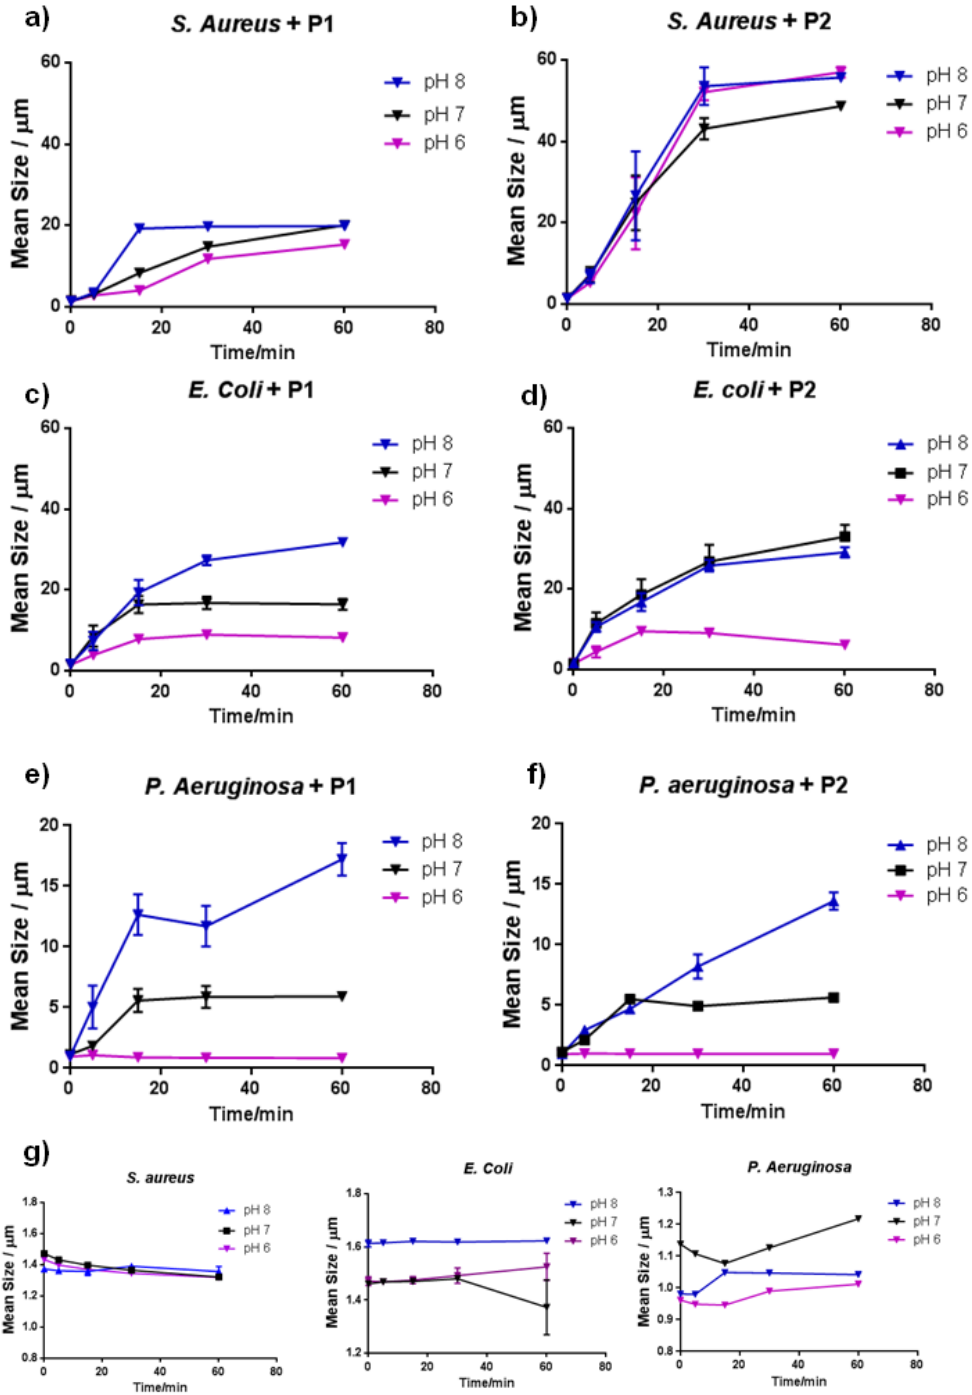 a)
S. Aureus + P1
60
40
20
0
0 20 40 60 80
Mean Size / µm
Time/min
pH 8
pH 7
pH 6
b)
S. Aureus + P2
60
40
20
0
0 20 40 60 80
Mean Size / µm
Time/min
pH 8
pH 7
pH 6
c)
E. Coli + P1
60
40
20
0
0 20 40 60 80
Mean Size / µm
Time/min
pH 8
pH 7
pH 6
d)
E. coli + P2
60
40
20
0
0 20 40 60 80
Mean Size / µm
Time/min
pH 8
pH 7
pH 6
e)
P. Aeruginosa + P1
20
15
10
5
0
0 20 40 60 80
Mean Size / µm
Time/min
pH 8
pH 7
pH 6
f)
P. aeruginosa + P2
20
15
10
5
0
0 20 40 60 80
Mean Size / µm
Time/min
pH 8
pH 7
pH 6
g)
S. aureus
1.8
1.6
1.4
1.2
1.0
0.8
0 20 40 60 80
Mean Size / µm
Time/min
pH 8
pH 7
pH 6
E. Coli
1.8
1.6
1.4
1.2
0 20 40 60 80
Mean Size / µm
Time/min
pH 8
pH 7
pH 6
P. Aeruginosa
1.3
1.2
1.1
1.0
0.9
0.8
0 20 40 60 80
Mean Size / µm
Time/min
pH 8
pH 7
pH 6